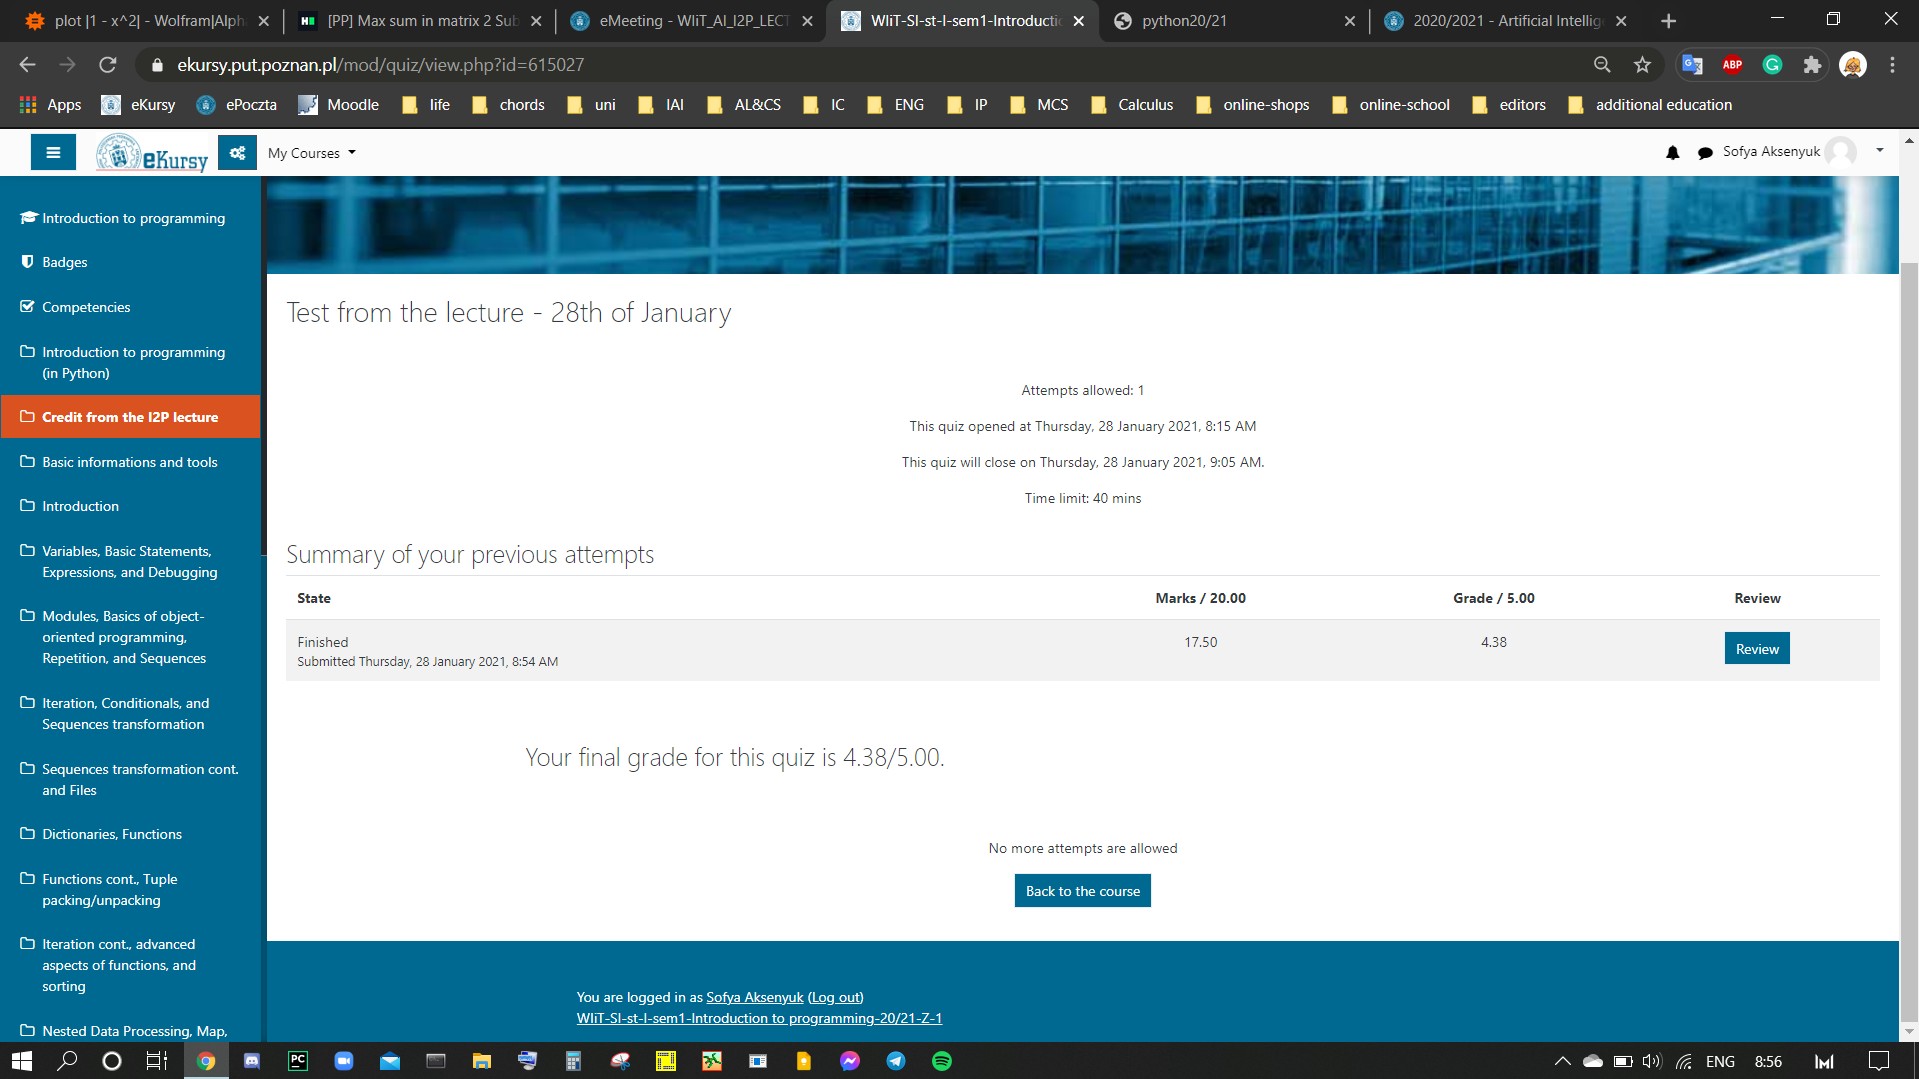 plot |1 - x^2| - Wolfram|Alph
[PP] Max sum in matrix 2 Sub
eMeeting - WIiT_AI_I2P_LECT
WIiT-SI-st-I-sem1-Introductio
python20/21
2020/2021 - Artificial Intellig
ekursy.put.poznan.pl/mod/quiz/view.php?id=615027
ABP
Apps
eKursy
ePoczta
Moodle
life
chords
uni
IAI
AL&CS
IC
ENG
IP
MCS
Calculus
online-shops
online-school
editors
additional education
eKursy
My Courses
Sofya Aksenyuk
Introduction to programming
Badges
Competencies
Introduction to programming
(in Python)
Credit from the I2P lecture
Basic informations and tools
Introduction
Variables, Basic Statements,
Expressions, and Debugging
Modules, Basics of object-
oriented programming,
Repetition, and Sequences
Iteration, Conditionals, and
Sequences transformation
Sequences transformation cont.
and Files
Dictionaries, Functions
Functions cont., Tuple
packing/unpacking
Iteration cont., advanced
aspects of functions, and
sorting
Nested Data Processing, Map,
Test from the lecture - 28th of January
Attempts allowed: 1
This quiz opened at Thursday, 28 January 2021, 8:15 AM
This quiz will close on Thursday, 28 January 2021, 9:05 AM.
Time limit: 40 mins
Summary of your previous attempts
State Marks / 20.00 Grade / 5.00 Review
Finished 17.50 4.38 Review
Submitted Thursday, 28 January 2021, 8:54 AM
Your final grade for this quiz is 4.38/5.00.
No more attempts are allowed
Back to the course
You are logged in as Sofya Aksenyuk (Log out)
WIiT-SI-st-I-sem1-Introduction to programming-20/21-Z-1
PC
ENG
8:56